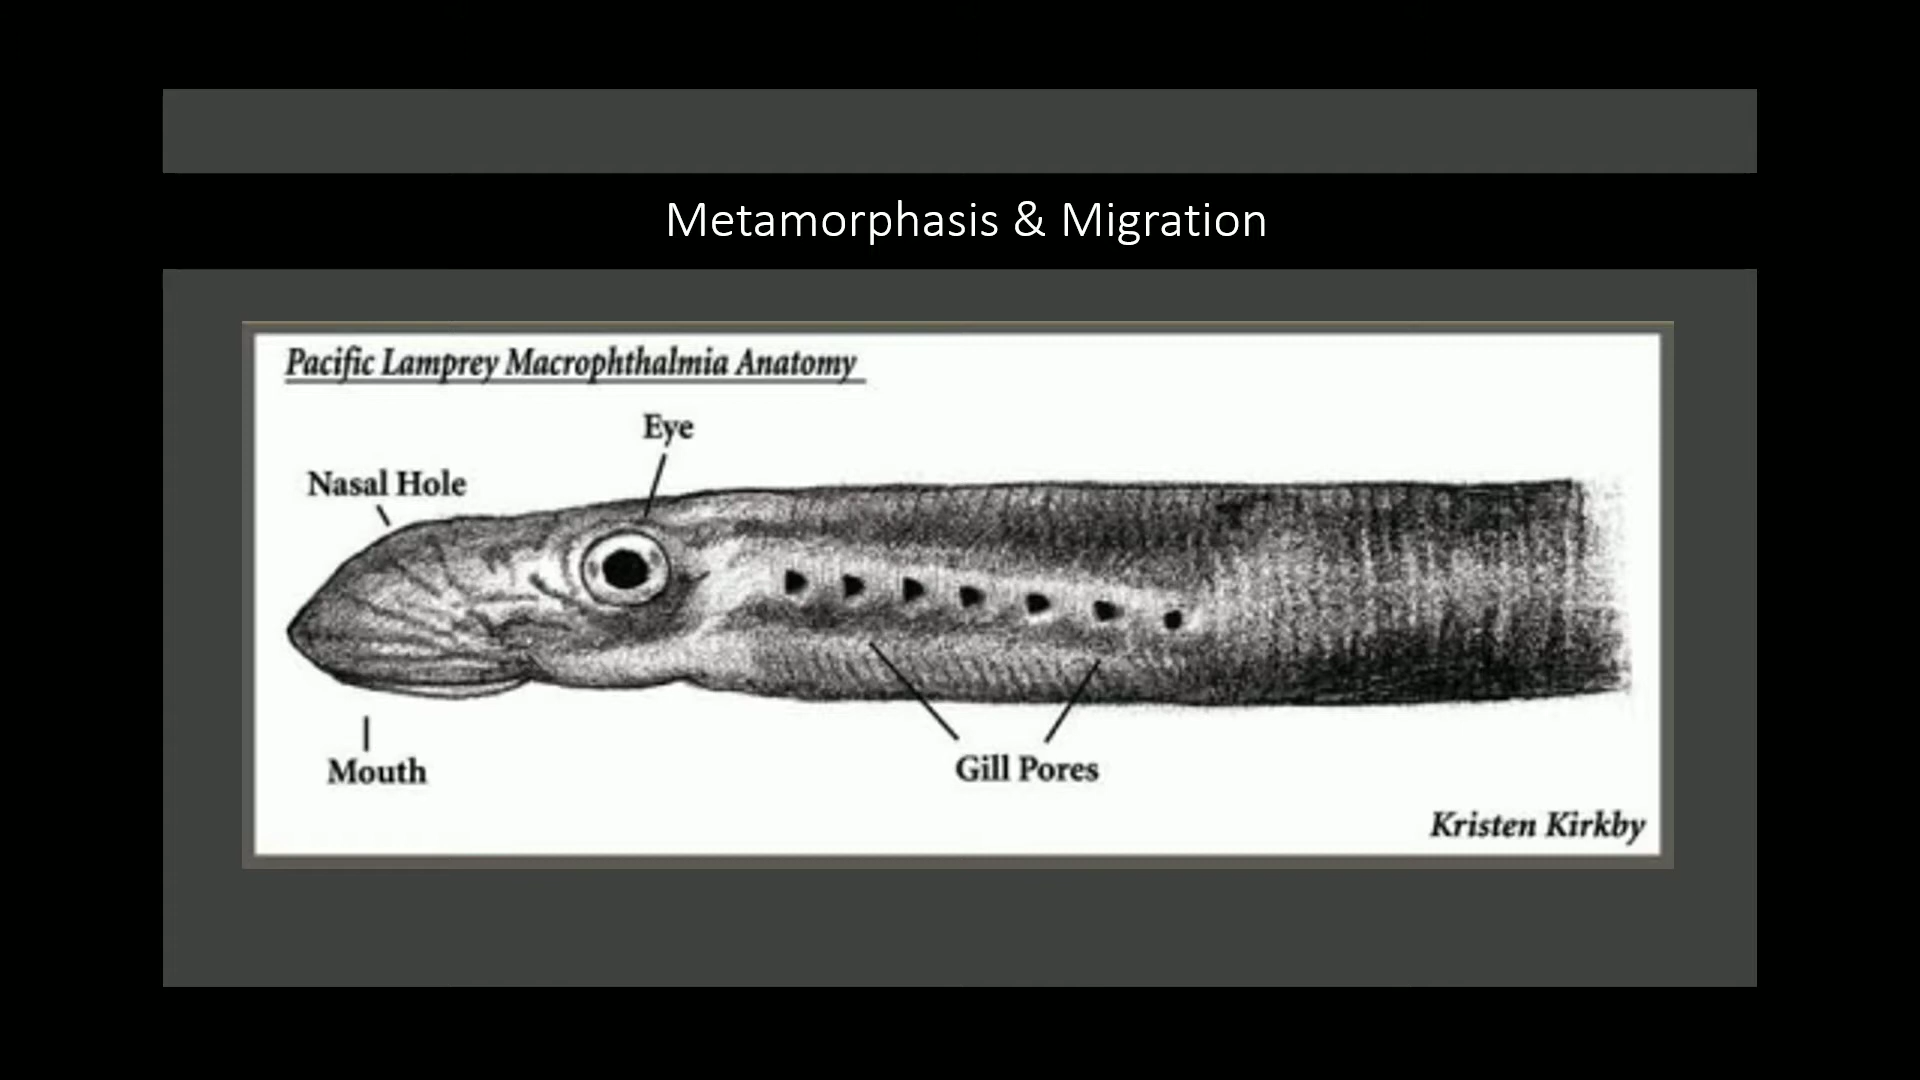 Metamorphasis & Migration
Pacific Lamprey Macrophthalmia Anatomy
Eye
Nasal Hole
Mouth
Gill Pores
Kristen Kirkby